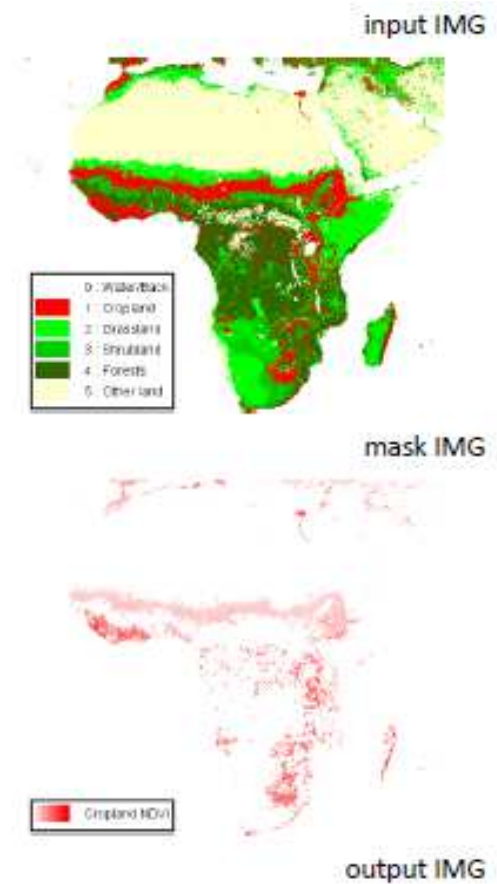 input IMG
0 : Water/Back
1 : Cropland
2 : Grassland
3 : Shrubland
4 : Forests
5 : Other land
mask IMG
Cropland NDVI
output IMG